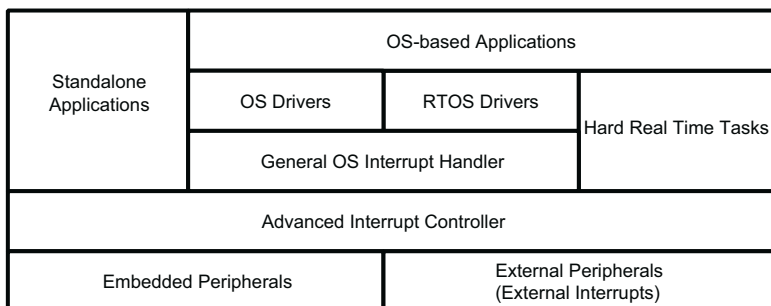 OS-based Applications
Standalone
Applications
OS Drivers
RTOS Drivers
Hard Real Time Tasks
General OS Interrupt Handler
Advanced Interrupt Controller
Embedded Peripherals
External Peripherals
(External Interrupts)